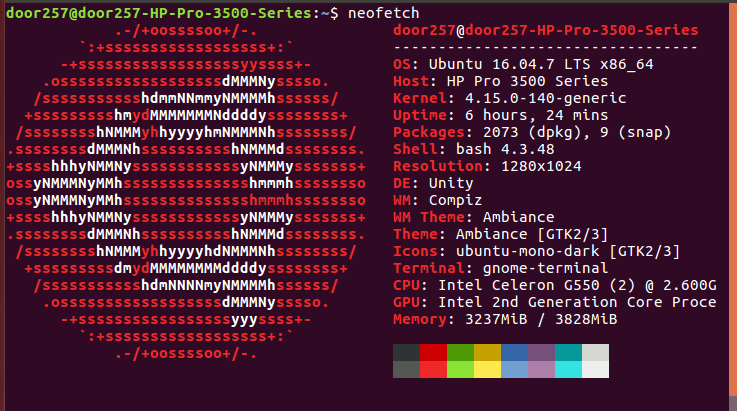 door257@door257-HP-Pro-3500-Series:~$ neofetch
.-/+oossssoo+/-.
door257@door257-HP-Pro-3500-Series
`:+ssssssssssssssssss+:`
-----------------------------------
-+ssssssssssssssssssyyssss+-
OS: Ubuntu 16.04.7 LTS x86_64
.ossssssssssssssssssdMMMNysssso.
Host: HP Pro 3500 Series
/ssssssssssshdmmNNmmyNMMMMhssssss/
Kernel: 4.15.0-140-generic
+ssssssssshmydMMMMMMMNddddyssssssss+
Uptime: 6 hours, 24 mins
/sssssssshNMMMyhhyyyyhmNMMMNhssssssss/
Packages: 2073 (dpkg), 9 (snap)
.ssssssssdMMMNhsssssssssshNMMMdssssssss.
Shell: bash 4.3.48
+sssshhhyNMMNyssssssssssssyNMMMysssssss+
Resolution: 1280x1024
ossyNMMMNyMMhsssssssssssssshmmmhssssssso
DE: Unity
ossyNMMMNyMMhsssssssssssssshmmmhssssssso
WM: Compiz
+sssshhhyNMMNyssssssssssssyNMMMysssssss+
WM Theme: Ambiance
.ssssssssdMMMNhsssssssssshNMMMdssssssss.
Theme: Ambiance [GTK2/3]
/sssssssshNMMMyhhyyyyhdNMMMNhssssssss/
Icons: ubuntu-mono-dark [GTK2/3]
+sssssssssdmydMMMMMMMMddddyssssssss+
Terminal: gnome-terminal
/ssssssssssshdmNNNNmyNMMMMhssssss/
CPU: Intel Celeron G550 (2) @ 2.600G
.ossssssssssssssssssdMMMNysssso.
GPU: Intel 2nd Generation Core Proce
-+sssssssssssssssssyyyssss+-
Memory: 3237MiB / 3828MiB
`:+ssssssssssssssssss+:`
.-/+oossssoo+/-.